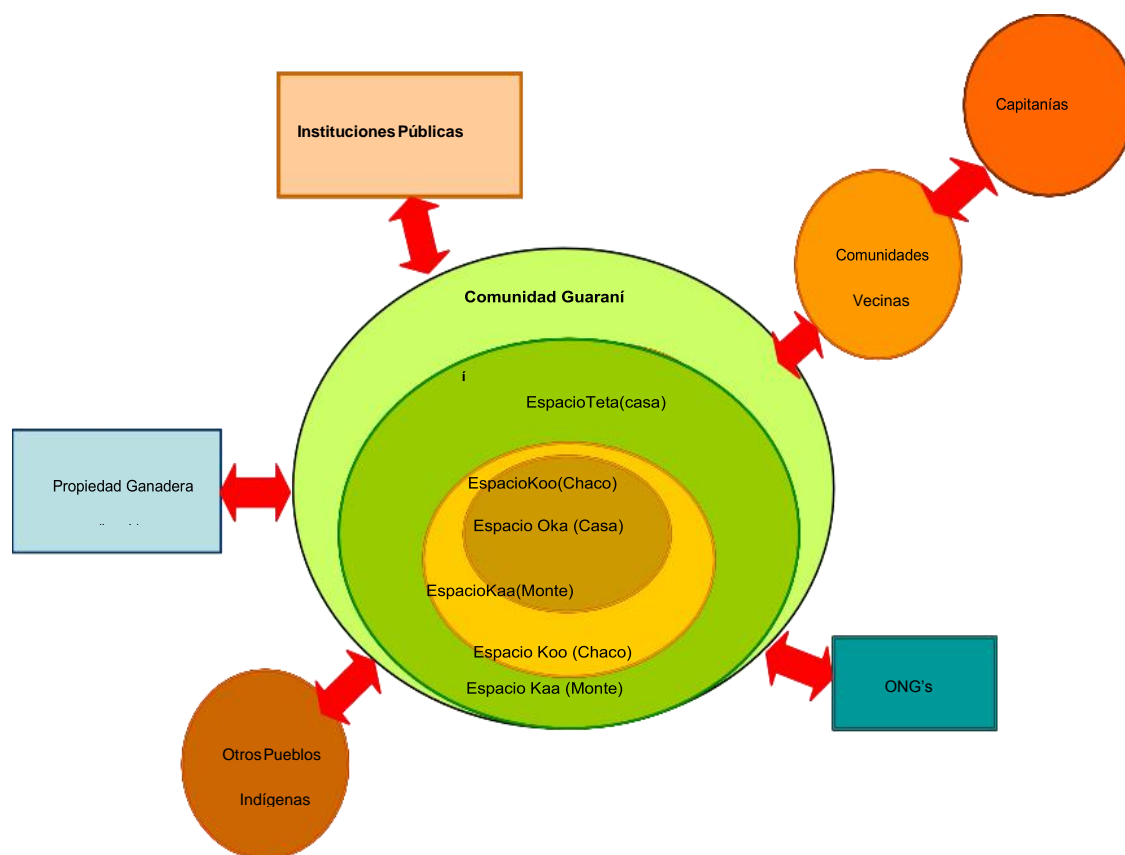 Capitanías
Instituciones Públicas
Comunidades
Vecinas
Comunidad Guaraní
í
EspacioTeta(casa)
EspacioKoo(Chaco)
Propiedad Ganadera
Espacio Oka (Casa)
EspacioKaa(Monte)
Espacio Koo (Chaco)
Espacio Kaa (Monte)
ONG's
Otros Pueblos
Indígenas